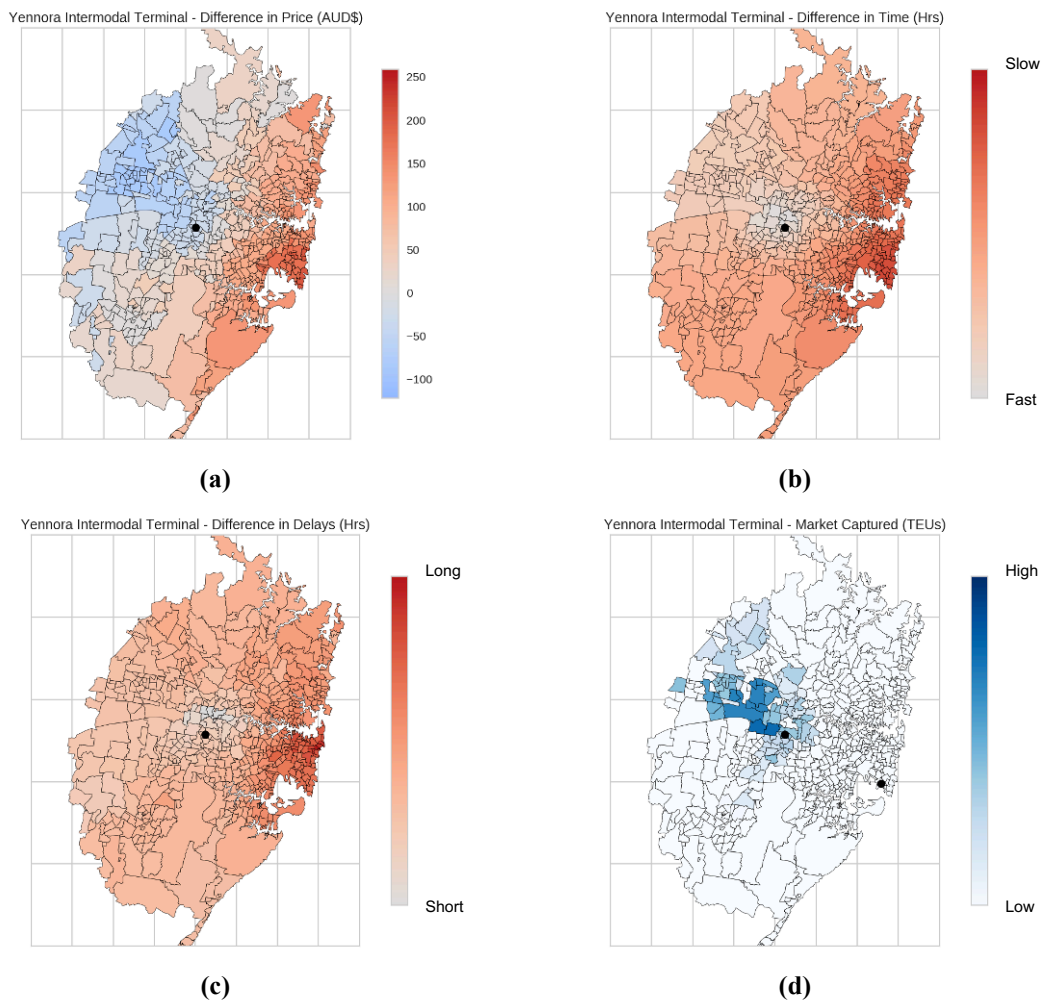 Yennora Intermodal Terminal - Difference in Price (AUD$)
250
200
150
100
50
0
−50
−100
(a)
Yennora Intermodal Terminal - Difference in Time (Hrs)
Slow
Fast
(b)
Yennora Intermodal Terminal - Difference in Delays (Hrs)
Long
Short
(c)
Yennora Intermodal Terminal - Market Captured (TEUs)
High
Low
(d)